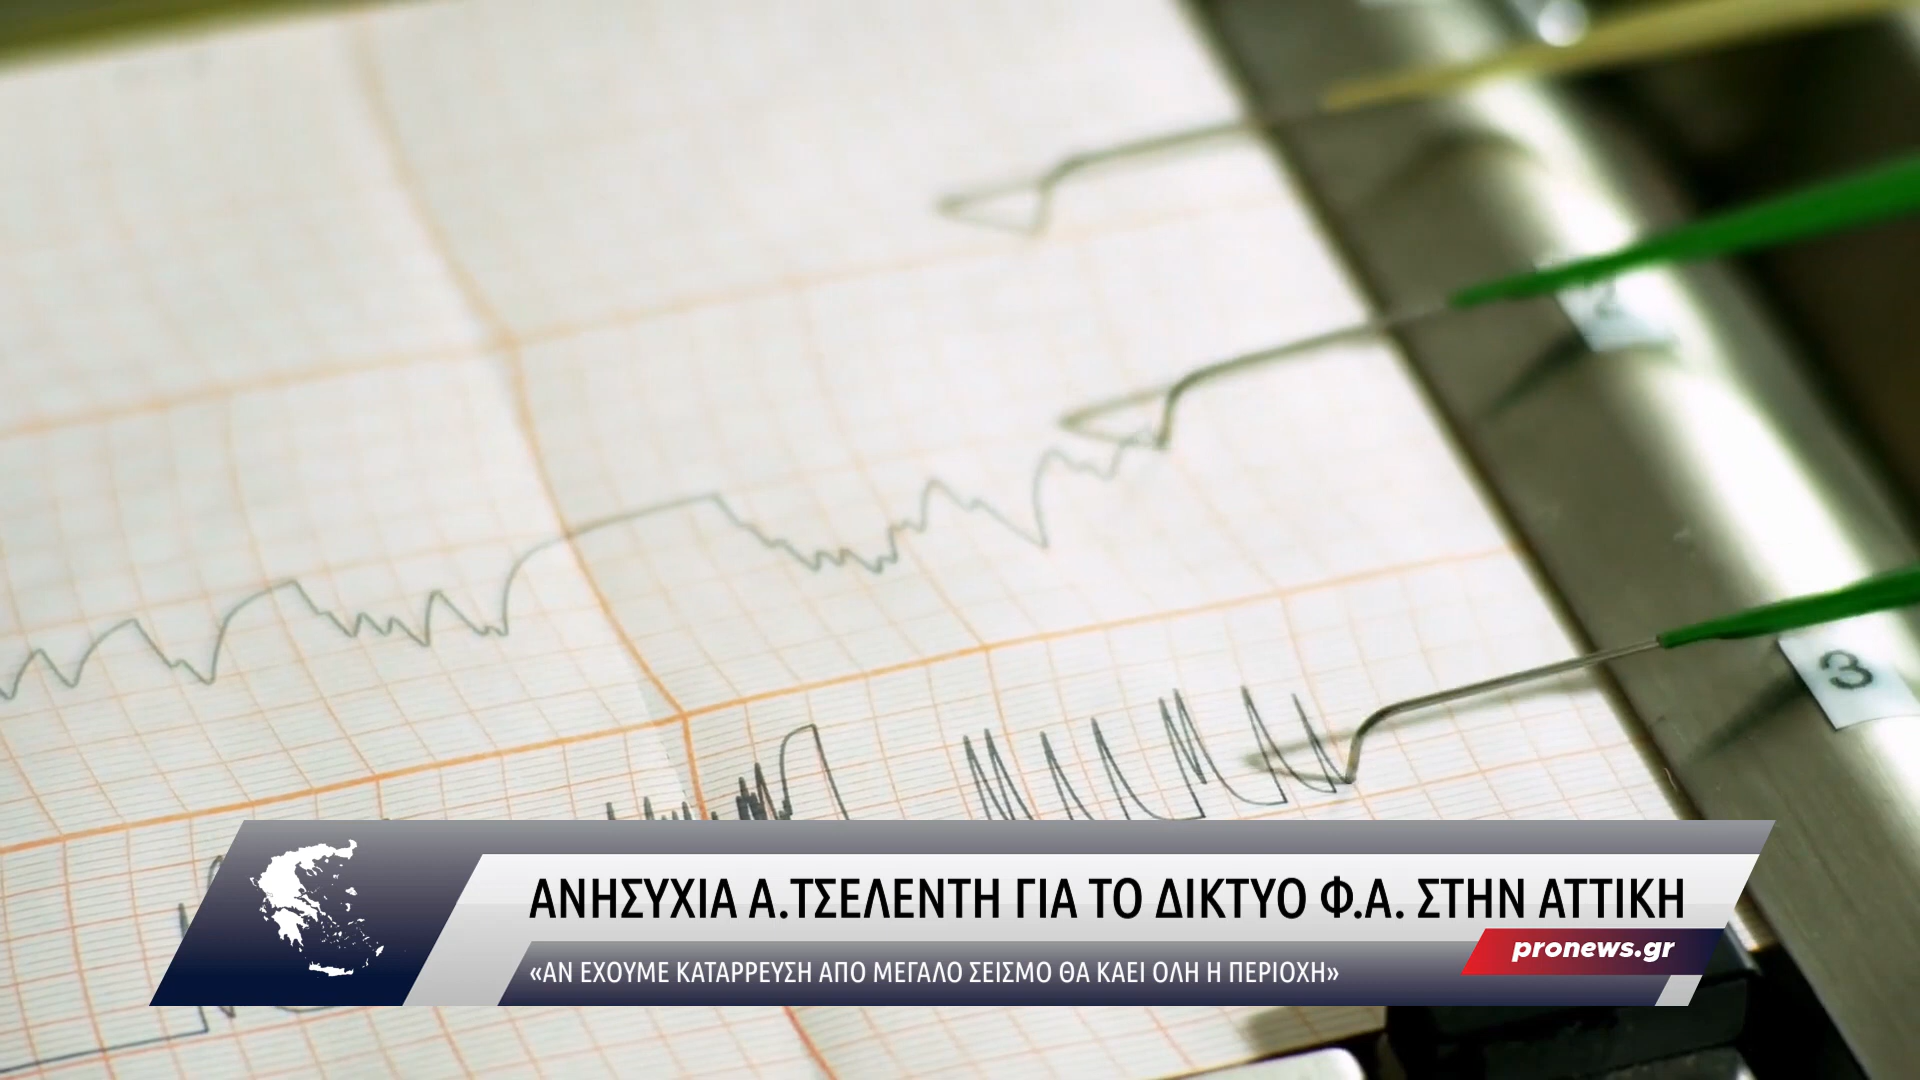 2
3
ΑΝΗΣΥΧΙΑ Α.ΤΣΕΛΕΝΤΗ ΓΙΑ ΤΟ ΔΙΚΤΥΟ Φ.Α. ΣΤΗΝ ΑΤΤΙΚΗ
pronews.gr
«ΑΝ ΕΧΟΥΜΕ ΚΑΤΑΡΡΕΥΣΗ ΑΠΟ ΜΕΓΑΛΟ ΣΕΙΣΜΟ ΘΑ ΚΑΕΙ ΟΛΗ Η ΠΕΡΙΟΧΗ»